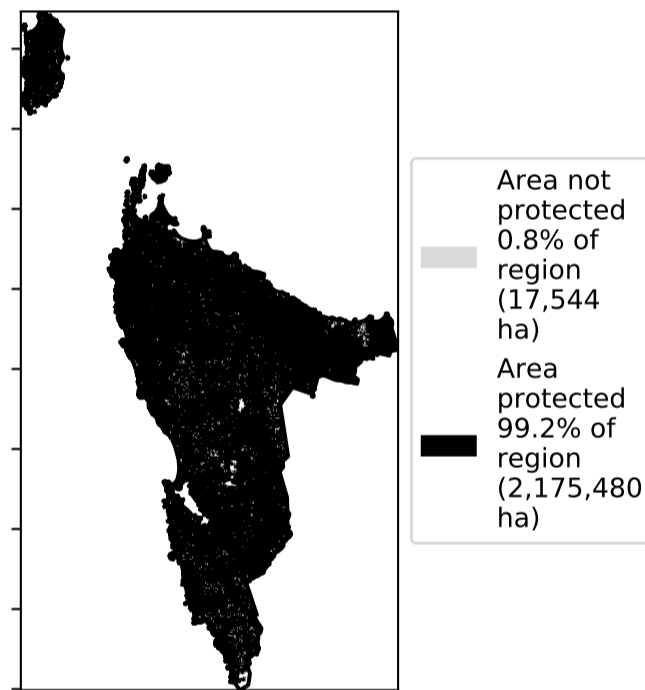 Area not
protected
0.8% of
region
(17,544
ha)
Area
protected
99.2% of
region
(2,175,480
ha)